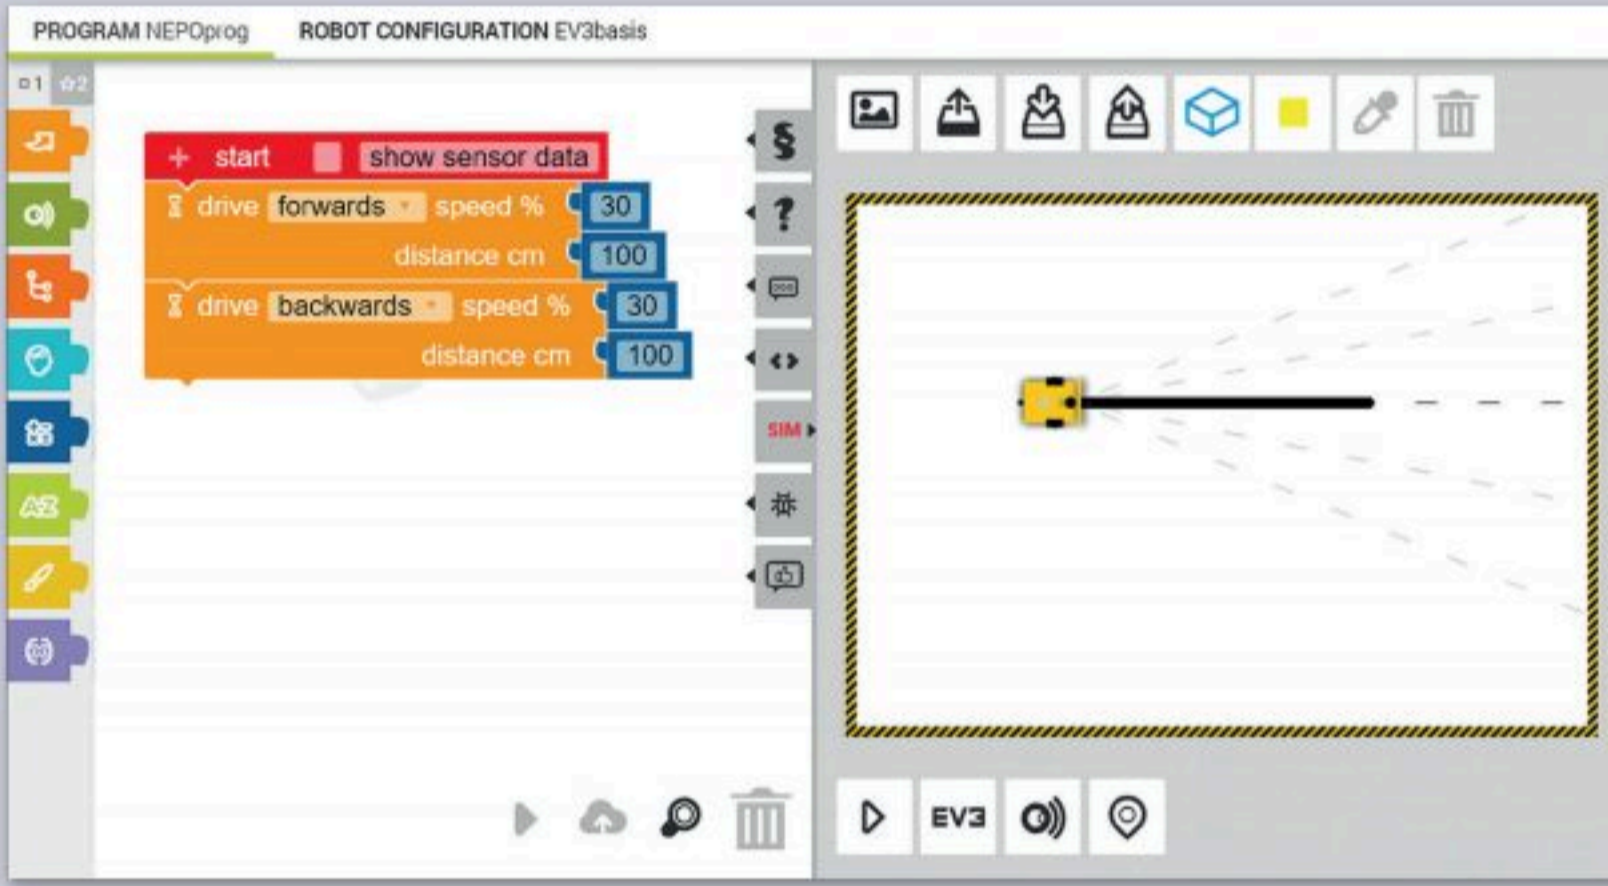 PROGRAM NEPOprog ROBOT CONFIGURATION EV3basis
1 2
+ start show sensor data
drive forwards speed % 30
distance cm 100
drive backwards speed % 30
distance cm 100
?
SIM
AZ
EV3